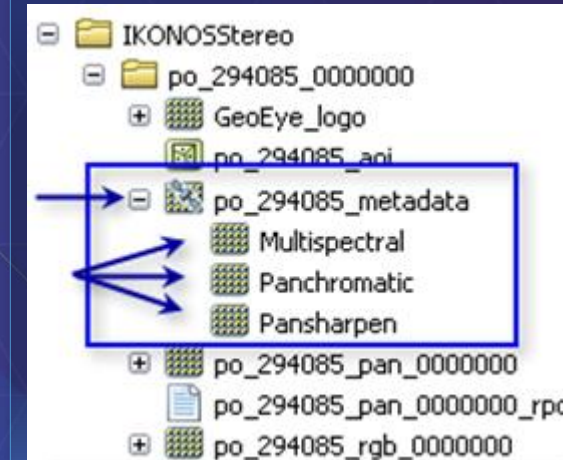 IKONOSStereo
po_294085_0000000
GeoEye_logo
po_294085_aoi
po_294085_metadata
Multispectral
Panchromatic
Pansharpen
po_294085_pan_0000000
po_294085_pan_0000000_rpc
po_294085_rgb_0000000